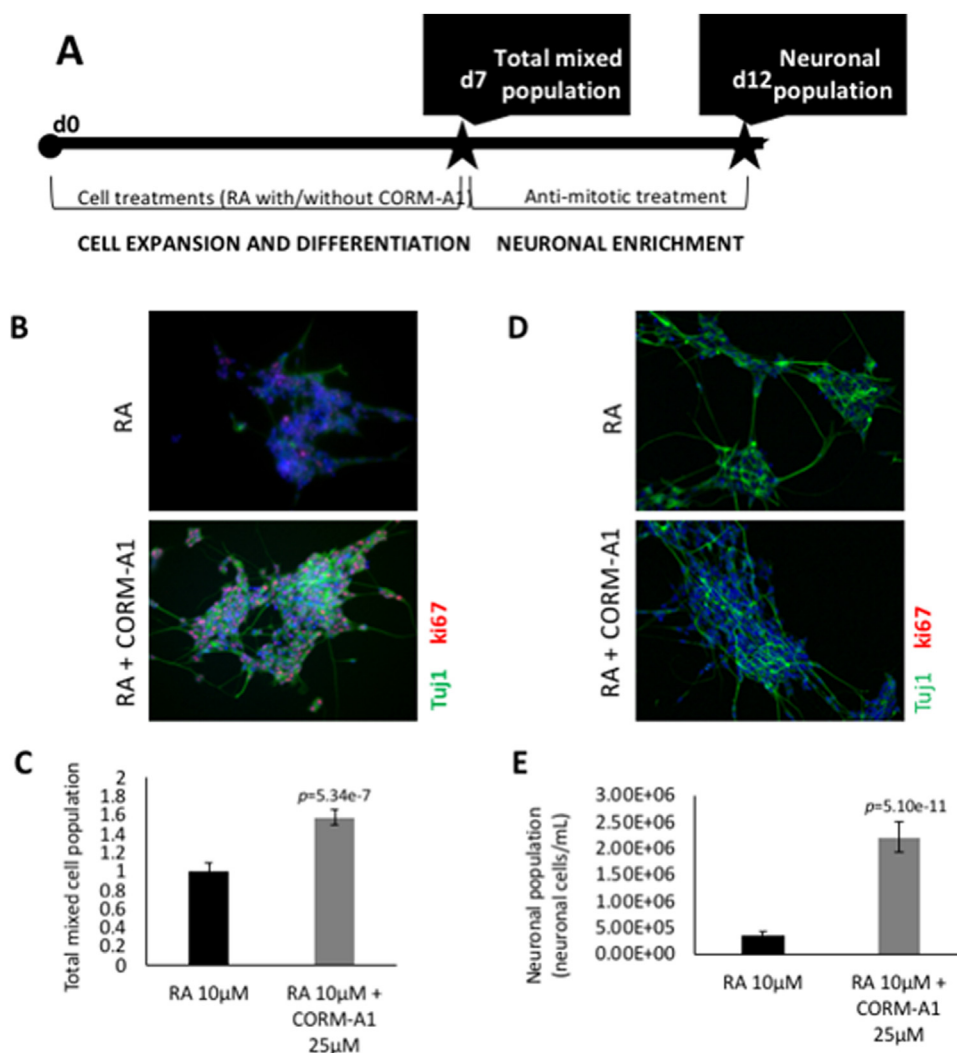 A
d0
d7 Total mixed
population
d12 Neuronal
population
Cell treatments (RA with/without CORM-A1)
Anti-mitotic treatment
CELL EXPANSION AND DIFFERENTIATION
NEURONAL ENRICHMENT
B
RA
RA + CORM-A1
Tuj1 ki67
D
RA
RA + CORM-A1
Tuj1 ki67
C
Total mixed cell population
2
1.8
1.6
1.4
1.2
1
0.8
0.6
0.4
0.2
0
p=5.34e-7
RA 10µM
RA 10µM +
CORM-A1
25µM
E
Neuronal population
(neuronal cells/mL)
3.00E+06
2.50E+06
2.00E+06
1.50E+06
1.00E+06
5.00E+05
0.00E+00
p=5.10e-11
RA 10µM
RA 10µM +
CORM-A1
25µM